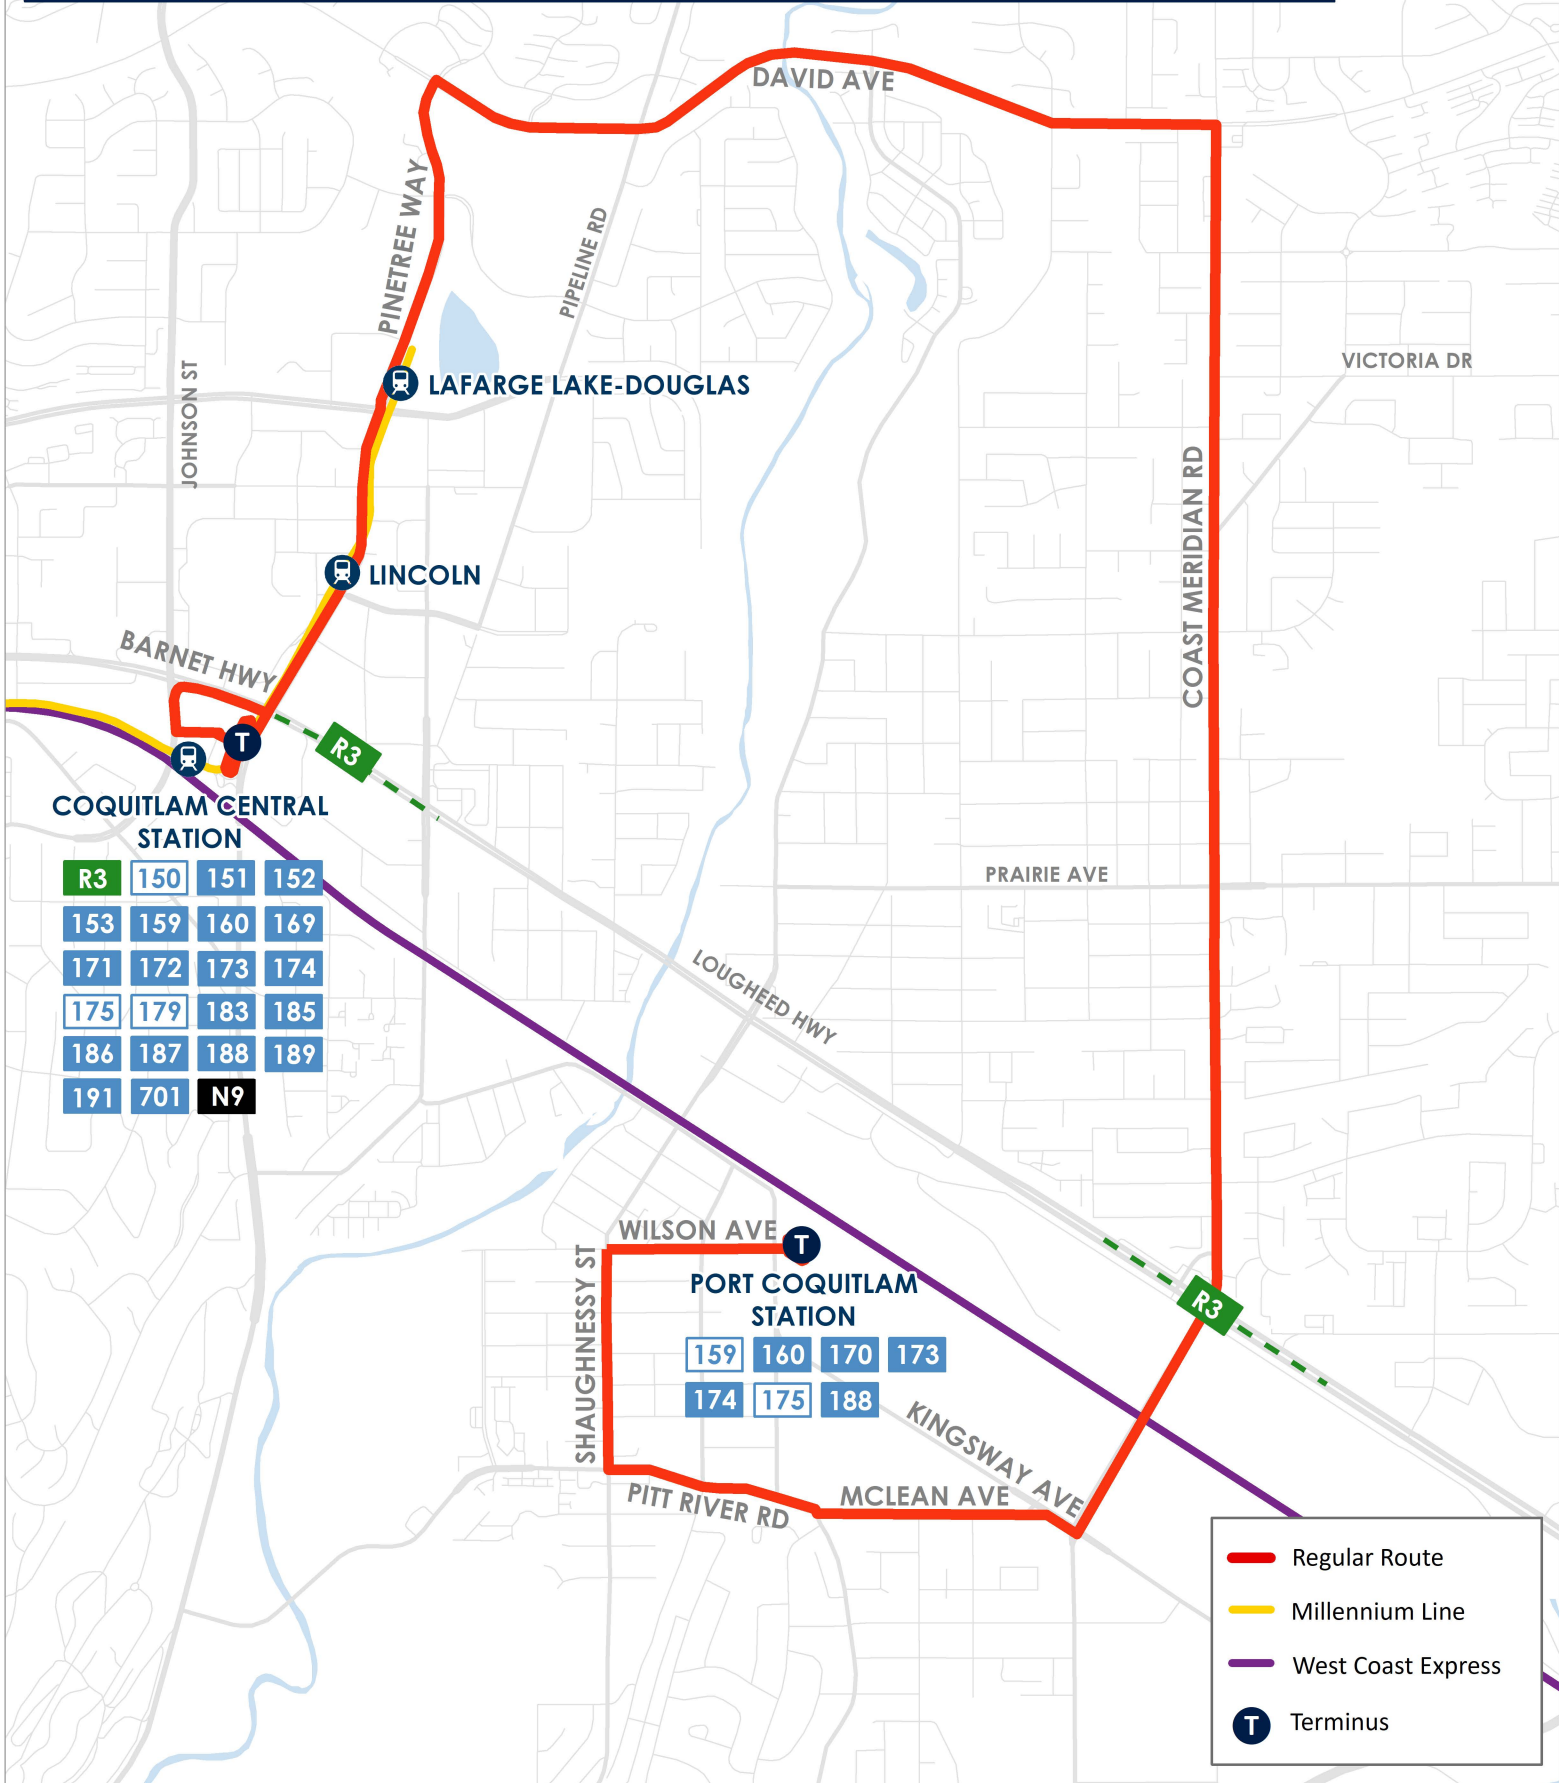 DAVID AVE
PINETREE WAY
PIPELINE RD
JOHNSON ST
LAFARGE LAKE-DOUGLAS
VICTORIA DR
COAST MERIDIAN RD
LINCOLN
BARNET HWY
T
R3
COQUITLAM CENTRAL
STATION
R3 150 151 152
153 159 160 169
171 172 173 174
175 179 183 185
186 187 188 189
191 701 N9
PRAIRIE AVE
LOUGHEED HWY
WILSON AVE
T
SHAUGHNESSY ST
PORT COQUITLAM
STATION
159 160 170 173
174 175 188
R3
KINGSWAY AVE
PITT RIVER RD
MCLEAN AVE
Regular Route
Millennium Line
West Coast Express
T Terminus